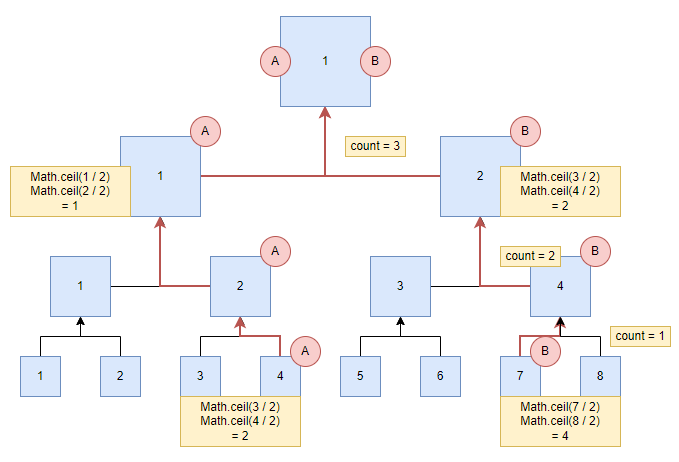 A
1
B
count = 3
A
B
1
2
Math.ceil(1 / 2)
Math.ceil(2 / 2)
= 1
Math.ceil(3 / 2)
Math.ceil(4 / 2)
= 2
A
count = 2
B
1
2
3
4
count = 1
A
B
1
2
3
4
5
6
7
8
Math.ceil(3 / 2)
Math.ceil(4 / 2)
= 2
Math.ceil(7 / 2)
Math.ceil(8 / 2)
= 4